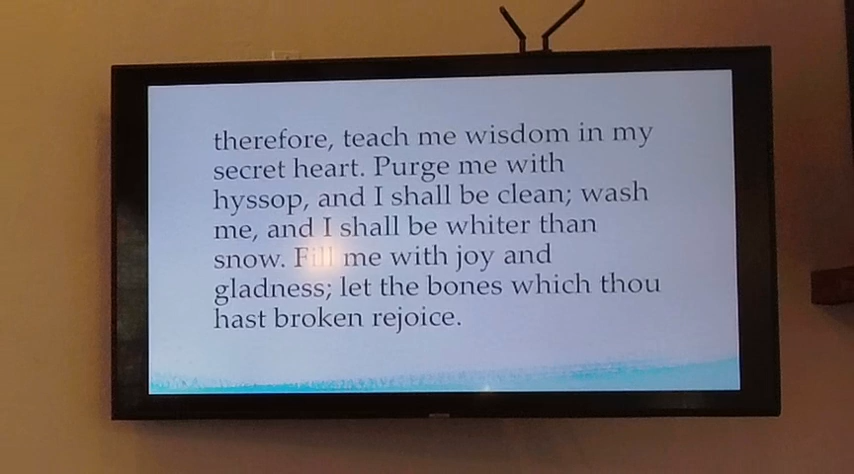 therefore, teach me wisdom in my
secret heart. Purge me with
hyssop, and I shall be clean; wash
me, and I shall be whiter than
snow. Fill me with joy and
gladness; let the bones which thou
hast broken rejoice.